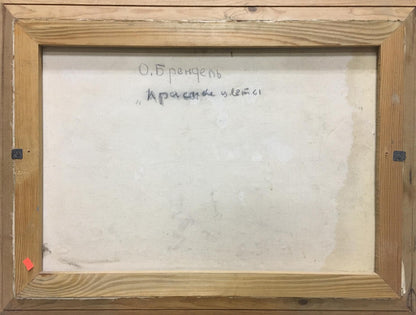 О. Брендель
„Красные цветы